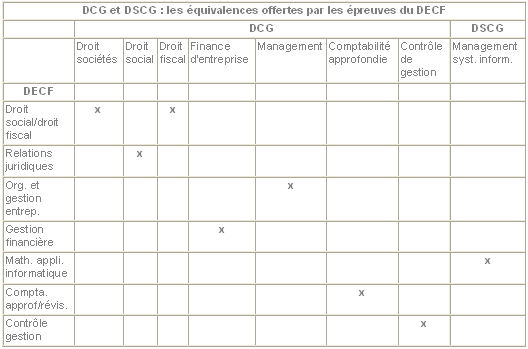 DCG et DSCG : les équivalences offertes par les épreuves du DECF
DCG DSCG
Droit sociétés Droit social Droit fiscal Finance d'entreprise Management Comptabilité approfondie Contrôle de gestion Management syst. inform.
DECF
Droit
social/droit x x
fiscal
Relations x
juridiques
Org. et x
gestion
entrep.
Gestion x
financière
Math. appli. x
informatique
Compta. x
approf/révis.
Contrôle x
gestion